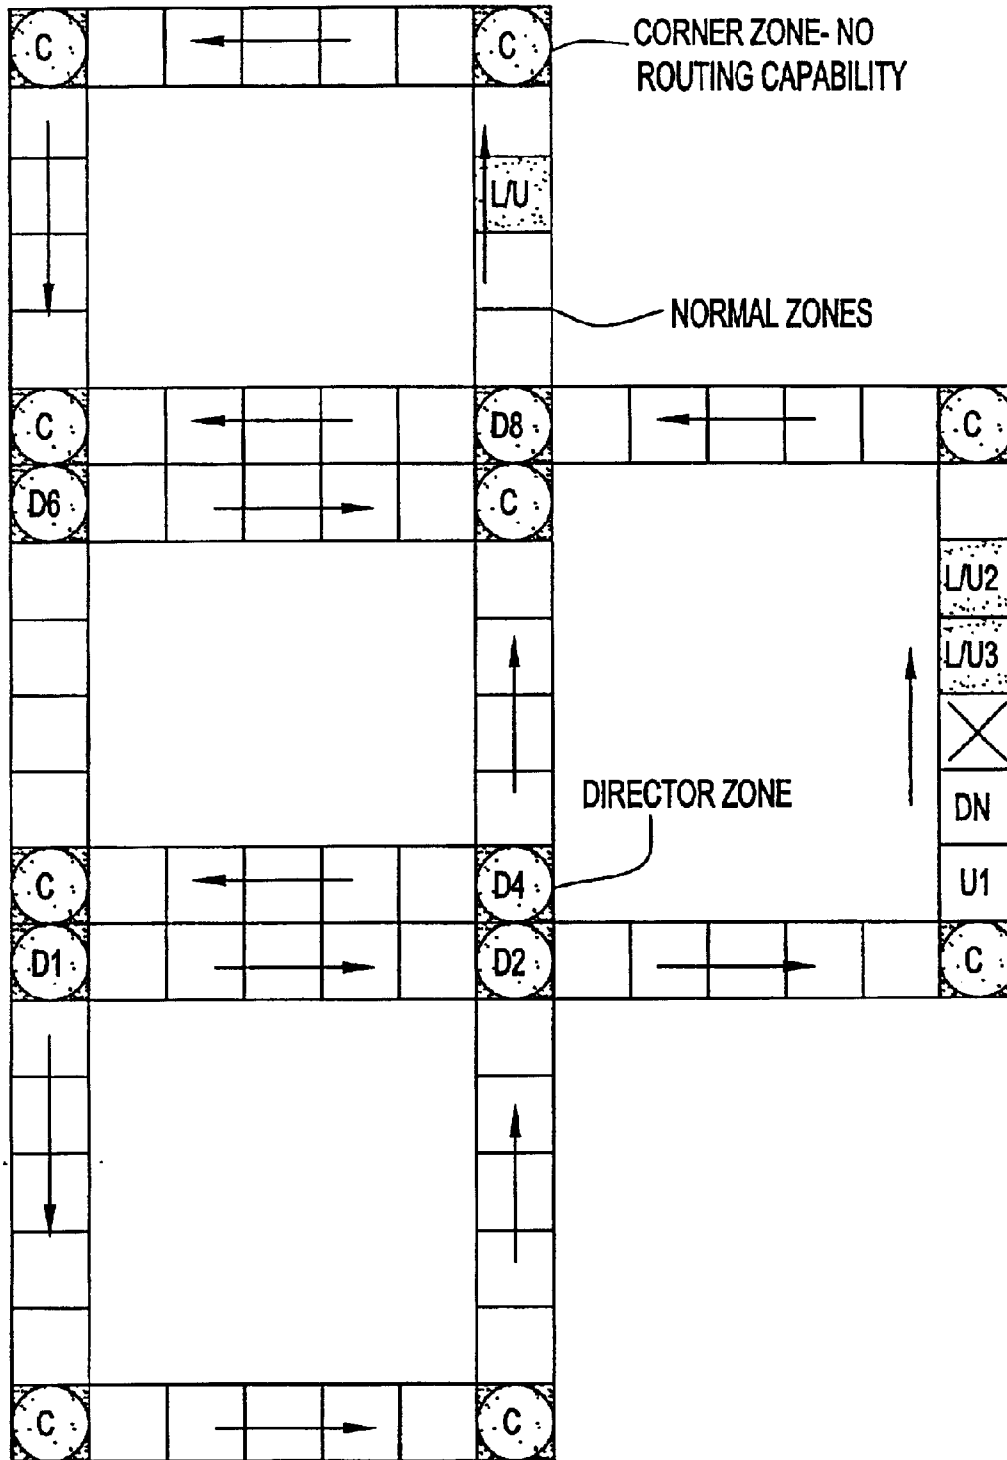 C
C
CORNER ZONE- NO
ROUTING CAPABILITY
L/U
NORMAL ZONES
C
D8
C
D6
C
L/U2
L/U3
DIRECTOR ZONE
DN
C
D4
U1
D1
D2
C
C
C